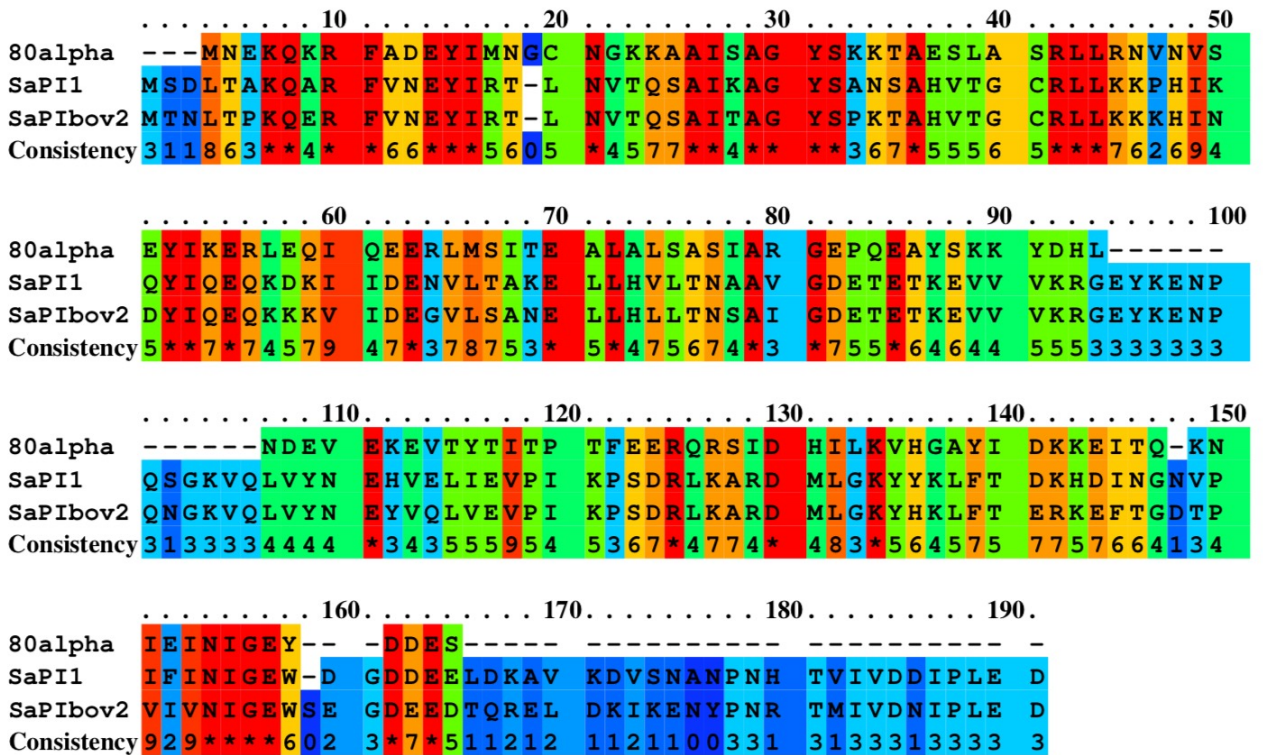 . . . . . . . . . 10 . . . . . . . . . 20 . . . . . . . . . 30 . . . . . . . . . 40 . . . . . . . . . 50
80alpha ---MNEKQKR FADEYIMNGC NGKKAAISAG YSKKTAESLA SRLLRNVNVS
SaPI1 MSDLTAKQAR FVNEYIRT-L NVTQSAIKAG YSANSAHVTG CRLLKKPHIK
SaPIbov2 MTNLTPKQER FVNEYIRT-L NVTQSAITAG YSPKTAHVTG CRLLKKKHIN
Consistency 311863**4* *66***5605 *4577**4** **367*5556 5***762694
. . . . . . . . . 60 . . . . . . . . . 70 . . . . . . . . . 80 . . . . . . . . . 90 . . . . . . . . . 100
80alpha EYIKERLEQI QEERLMSITE ALALSASIAR GEPQEAYSKK YDHL------
SaPI1 QYIQEQKDKI IDENVLTAKE LLHVLTNAAV GDETETKEVV VKRGEYKENP
SaPIbov2 DYIQEQKKKV IDEGVLSANE LLHLLTNSAI GDETETKEVV VKRGEYKENP
Consistency 5**7*74579 47*378753* 5*475674*3 *755*64644 5553333333
. . . . . . . . . 110 . . . . . . . . . 120 . . . . . . . . . 130 . . . . . . . . . 140 . . . . . . . . . 150
80alpha ------NDEV EKEVTYTITP TFEERQRSID HILKVHGAYI DKKEITQ-KN
SaPI1 QSGKVQLVYN EHVELIEVPI KPSDRLKARD MLGKYYKLFT DKHDINGNVP
SaPIbov2 QNGKVQLVYN EYVQLVEVPI KPSDRLKARD MLGKYHKLFT ERKEFTGDTP
Consistency 3133334444 *343555954 5367*4774* 483*564575 7757664134
. . . . . . . . . 160 . . . . . . . . . 170 . . . . . . . . . 180 . . . . . . . . . 190 .
80alpha IEINIGEY-- -DDES----- ---------- ---------- -
SaPI1 IFINIGEW-D GDDEELDKAV KDVSNANPNH TVIVDDIPLE D
SaPIbov2 VIVNIGEWSE GDEEDTQREL DKIKENYPNR TMIVDNIPLE D
Consistency 929****602 3*7*511212 1121100331 3133313333 3